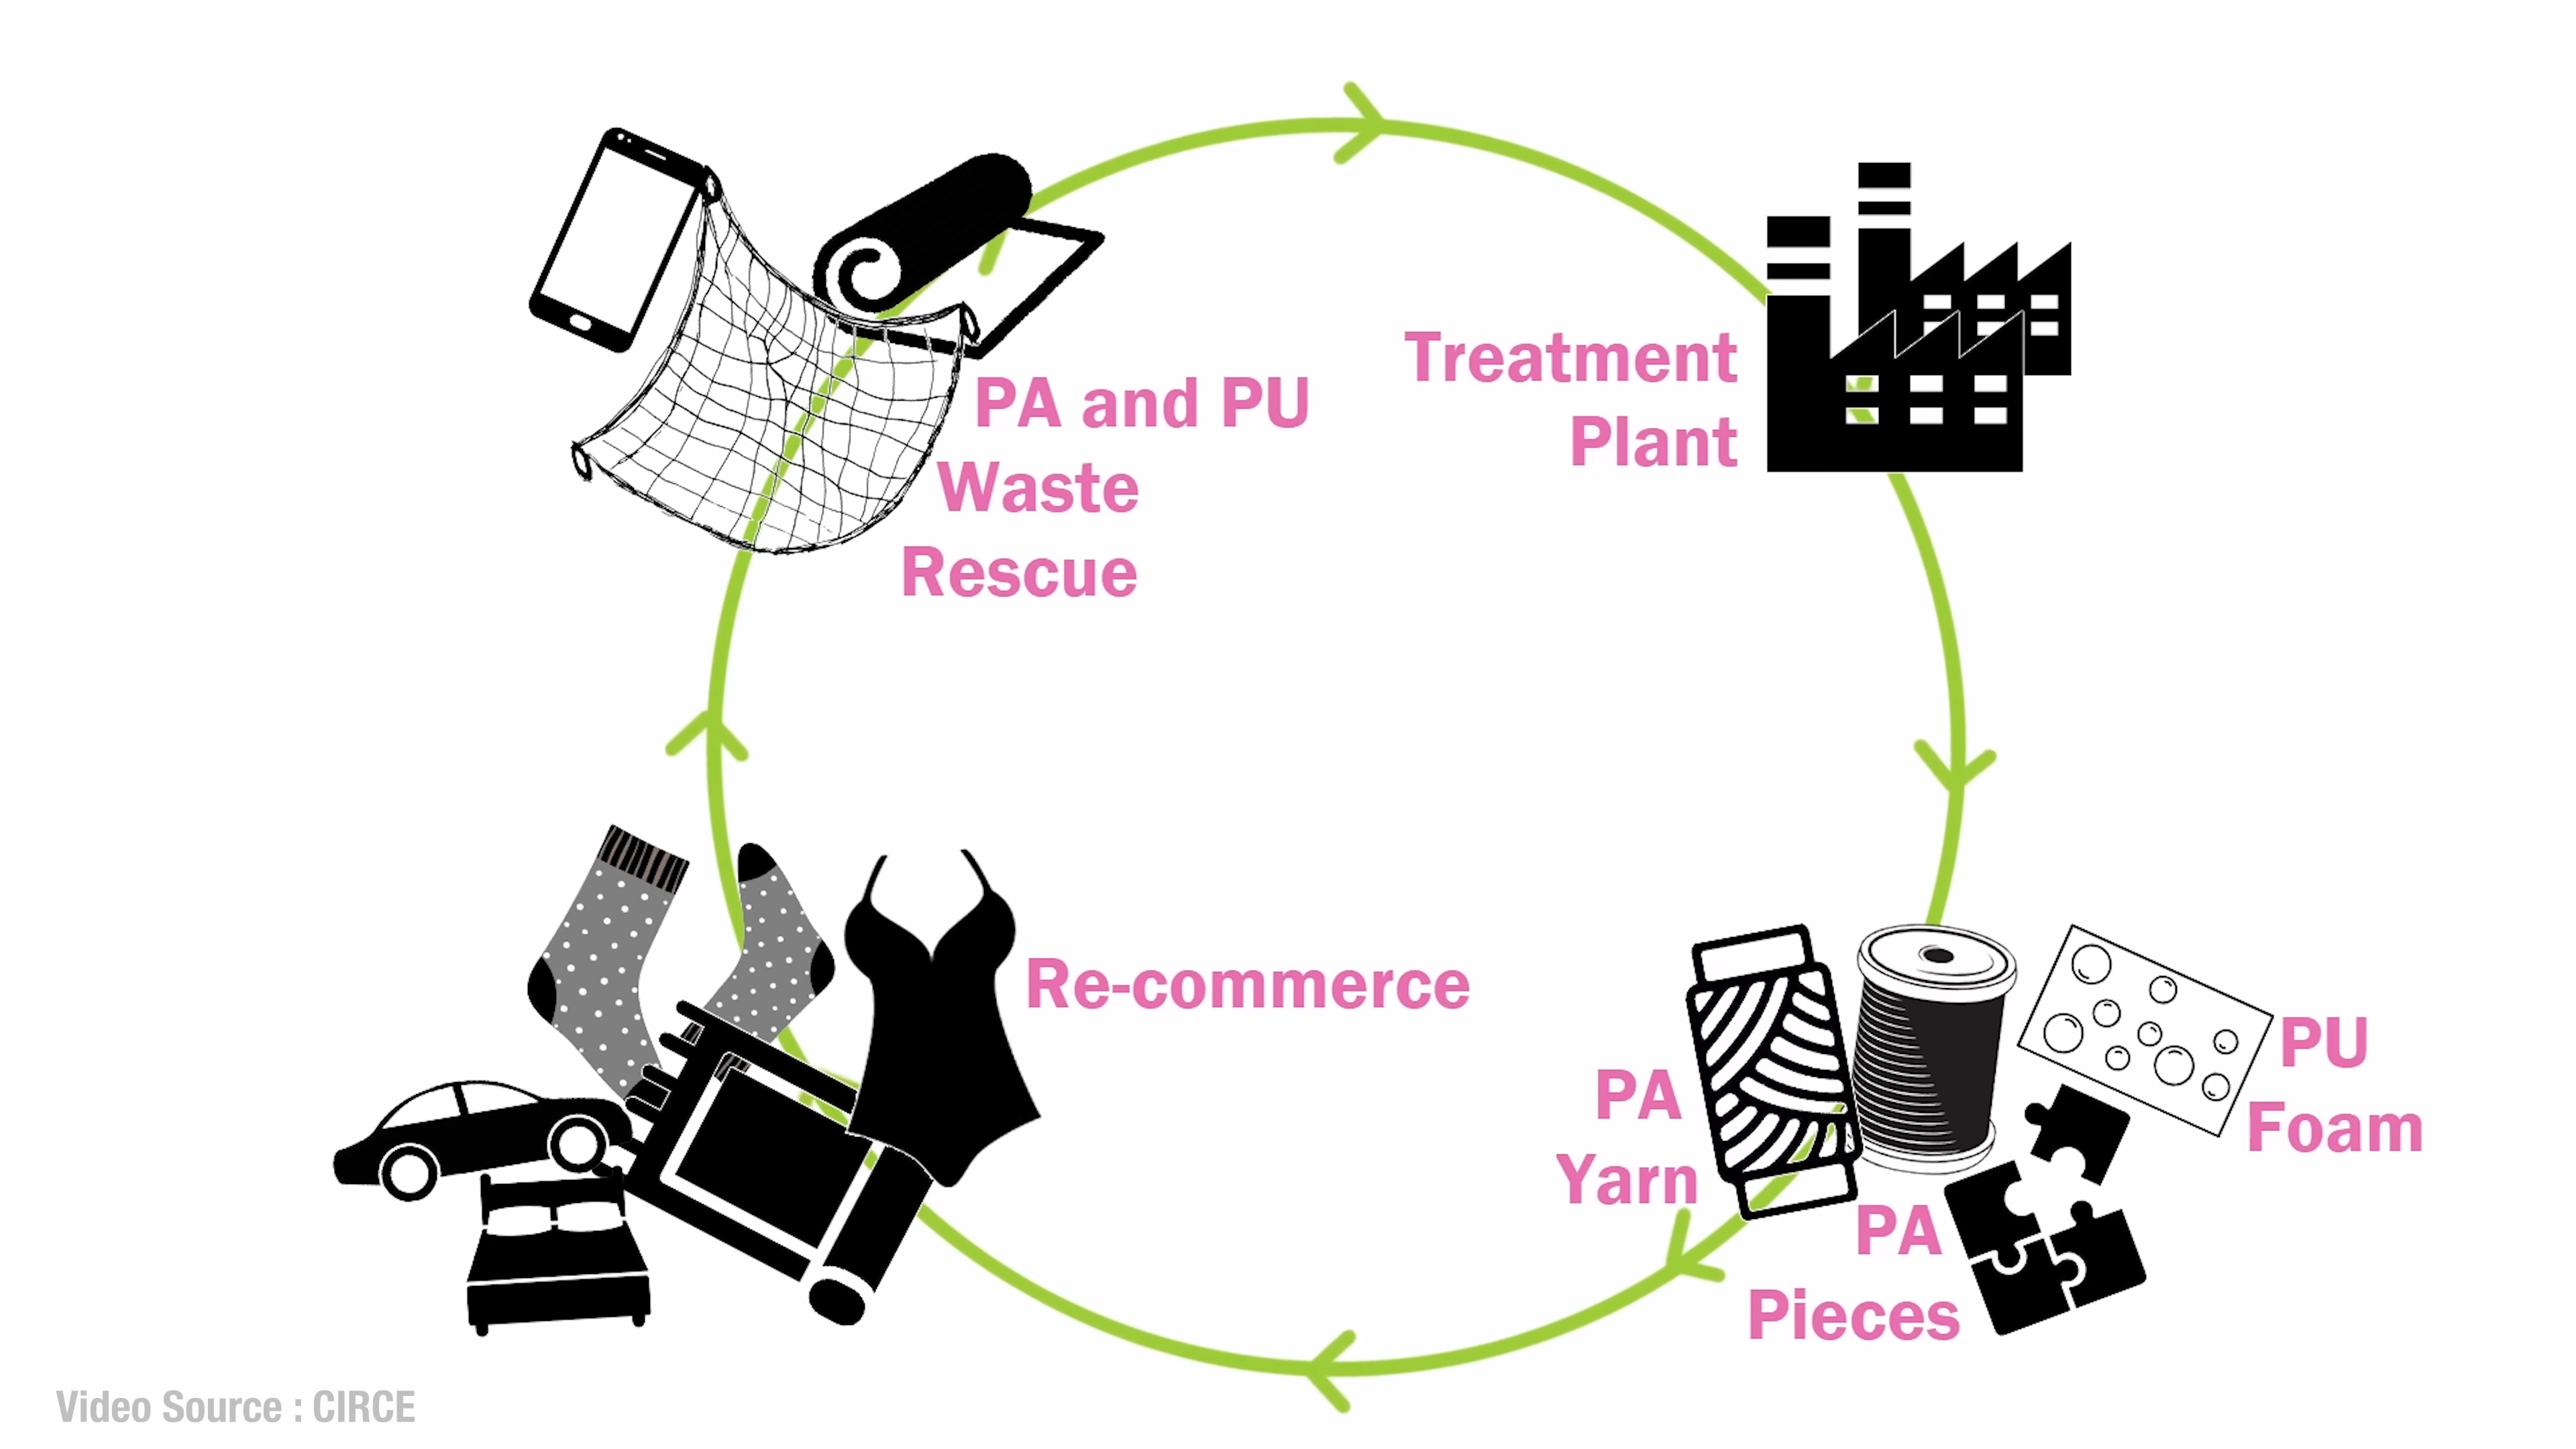 PA and PU
Waste
Rescue
Treatment
Plant
Re-commerce
PA
Yarn
PA
Pieces
PU
Foam
Video Source : CIRCE